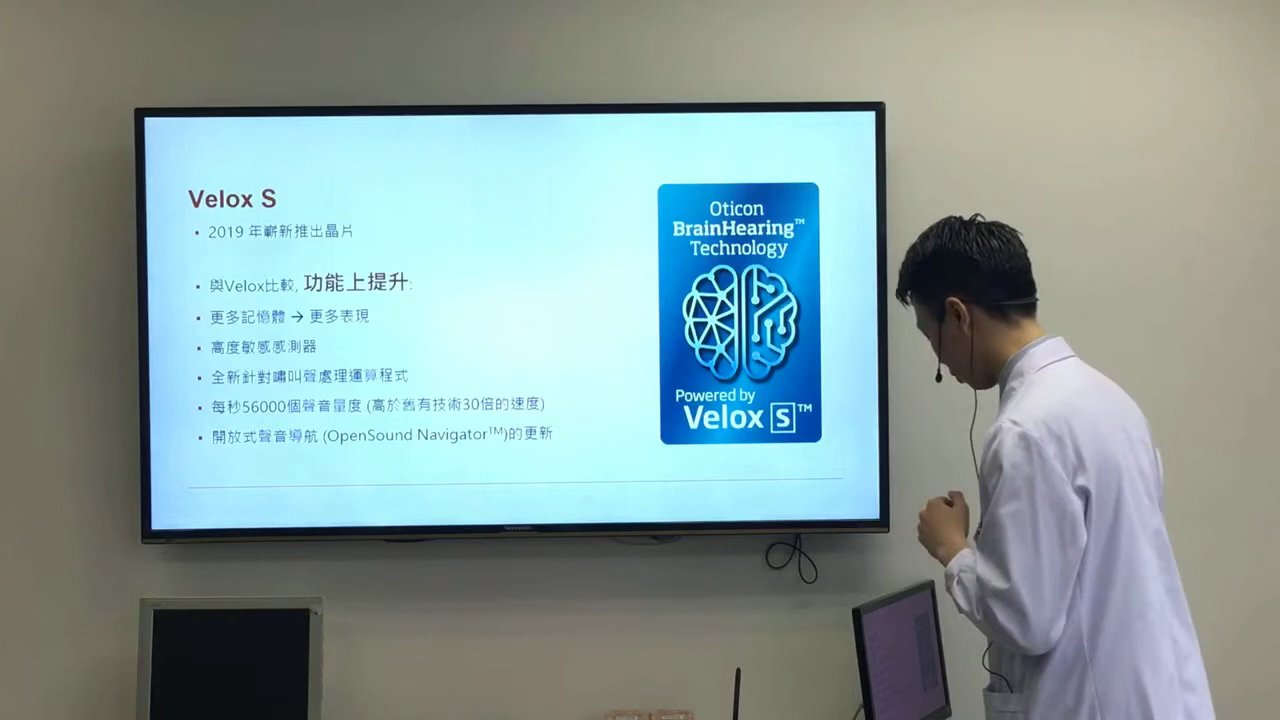 Velox S
• 2019 年嶄新推出晶片
• 與Velox比較, 功能上提升:
• 更多記憶體 → 更多表現
• 高度敏感感測器
• 全新針對嘯叫聲處理運算程式
• 每秒56000個聲音量度 (高於舊有技術30倍的速度)
• 開放式聲音導航 (OpenSound Navigator™)的更新
Oticon
BrainHearing™
Technology
Powered by
Velox S™